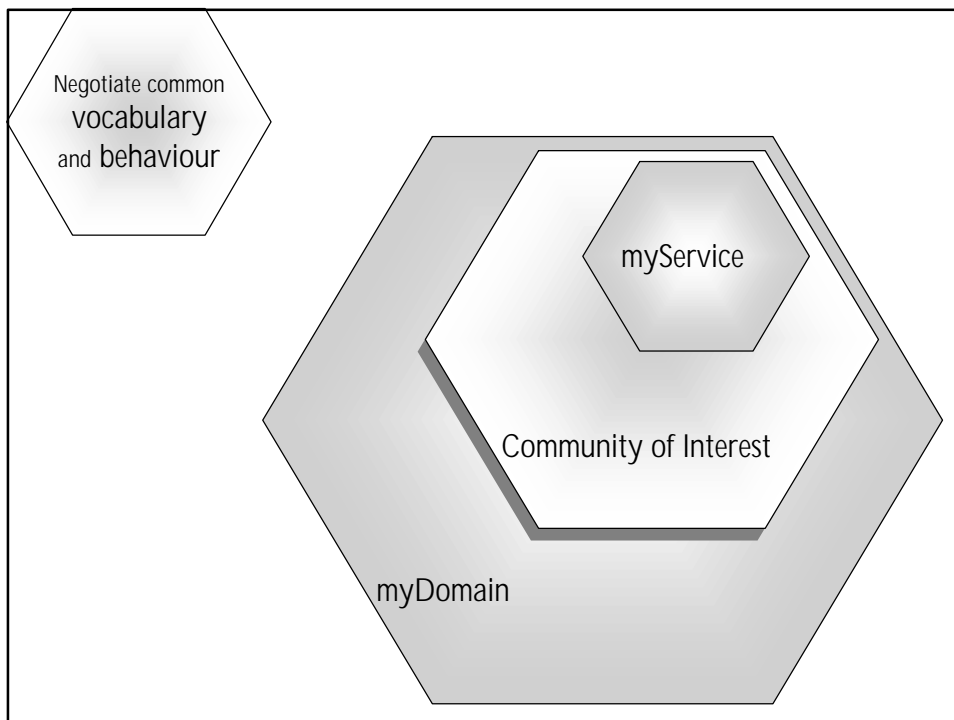 Negotiate common
vocabulary
and behaviour
myService
Community of Interest
myDomain